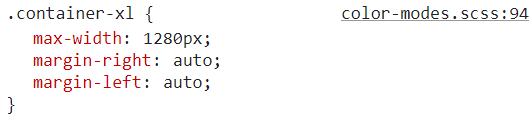 .container-xl { color-modes.scss:94
max-width: 1280px;
margin-right: auto;
margin-left: auto;
}